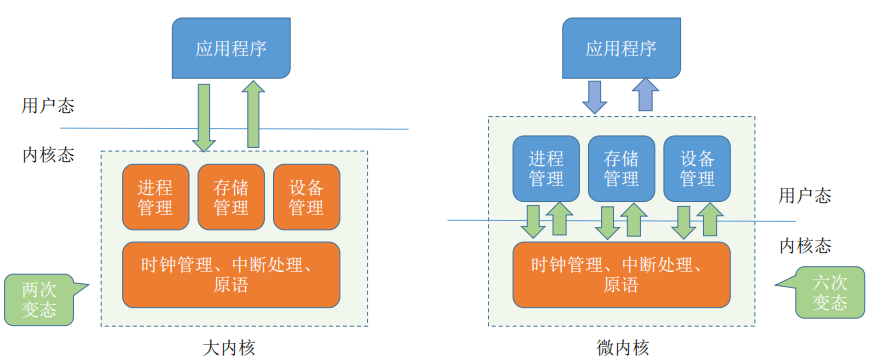 应用程序
用户态
内核态
进程
管理
存储
管理
设备
管理
时钟管理、中断处理、
原语
两次
变态
大内核
应用程序
进程
管理
存储
管理
设备
管理
用户态
内核态
时钟管理、中断处理、
原语
六次
变态
微内核